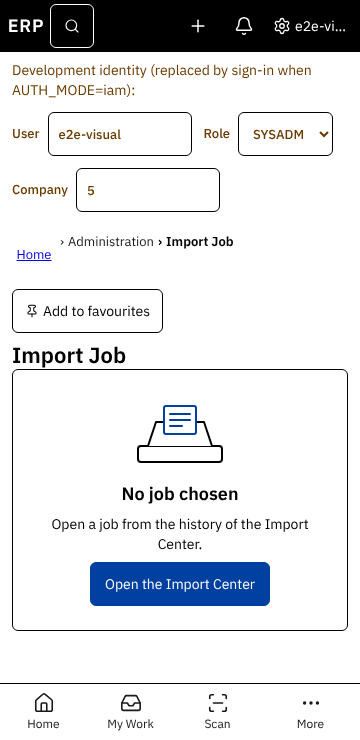 ERP
e2e-vi...
Development identity (replaced by sign-in when
AUTH_MODE=iam):
User e2e-visual Role SYSADM
Company 5
Home › Administration › Import Job
Add to favourites
Import Job
No job chosen
Open a job from the history of the Import
Center.
Open the Import Center
Home My Work Scan More